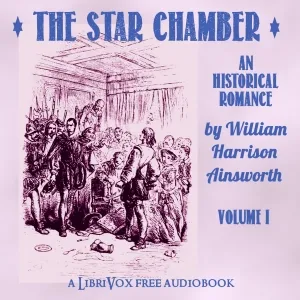 THE STAR CHAMBER
AN
HISTORICAL
ROMANCE
by William
Harrison
Ainsworth
VOLUME I
A LIBRIVOX FREE AUDIOBOOK